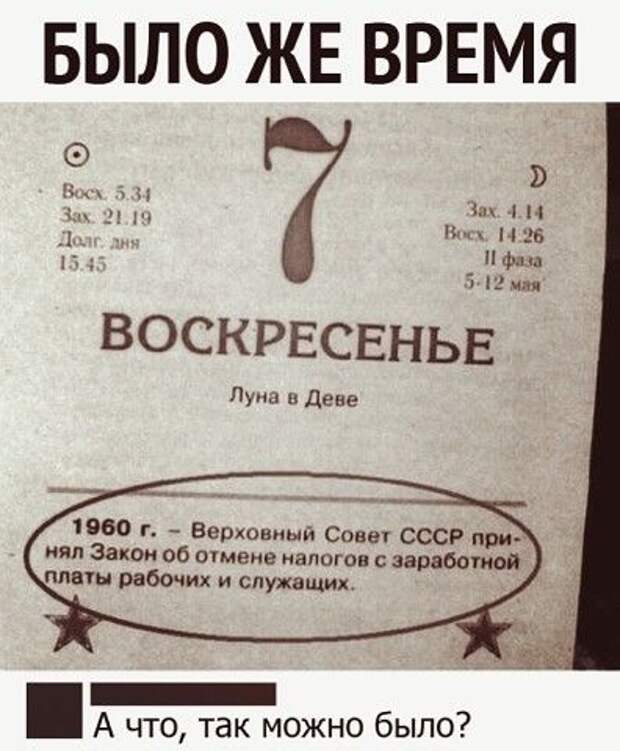 БЫЛО ЖЕ ВРЕМЯ
7
Восх. 5.34
Зах. 21.19
Долг. дня
15.45
Зах. 4.14
Восх. 14.26
II фаза
5-12 мая
ВОСКРЕСЕНЬЕ
Луна в Деве
1960 г. – Верховный Совет СССР при-
нял Закон об отмене налогов с заработной
платы рабочих и служащих.
А что, так можно было?